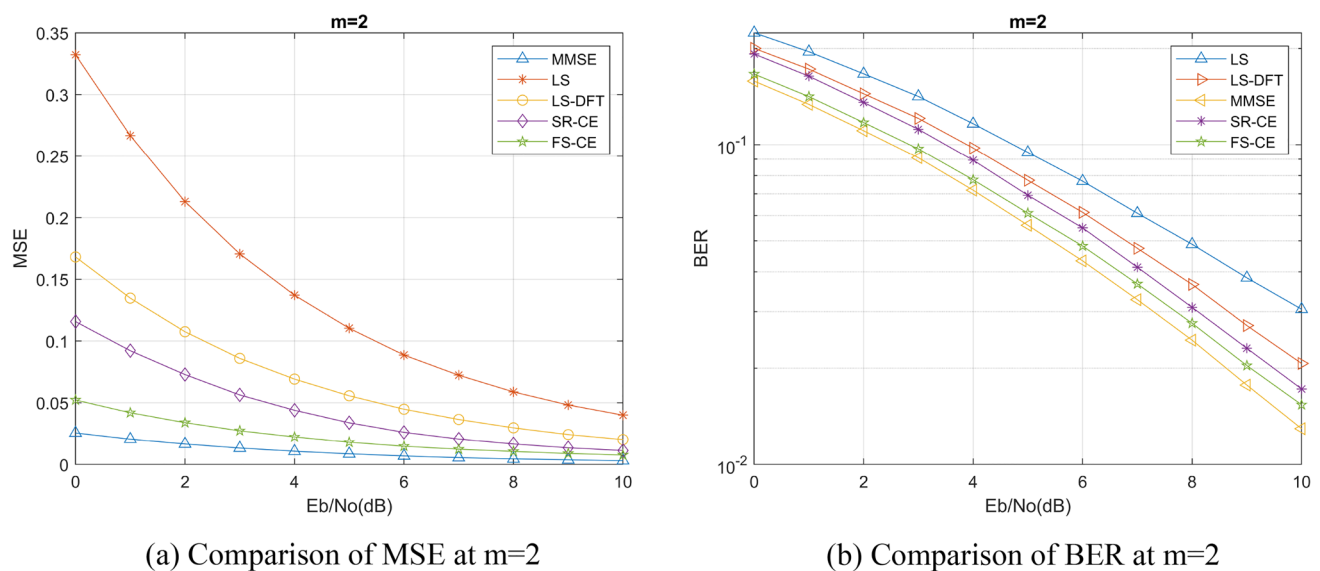 m=2
0.35
0.3
0.25
0.2
0.15
0.1
0.05
0
MSE
MMSE
LS
LS-DFT
SR-CE
FS-CE
0 2 4 6 8 10
Eb/No(dB)
(a) Comparison of MSE at m=2
m=2
10-1
10-2
BER
LS
LS-DFT
MMSE
SR-CE
FS-CE
0 2 4 6 8 10
Eb/No(dB)
(b) Comparison of BER at m=2